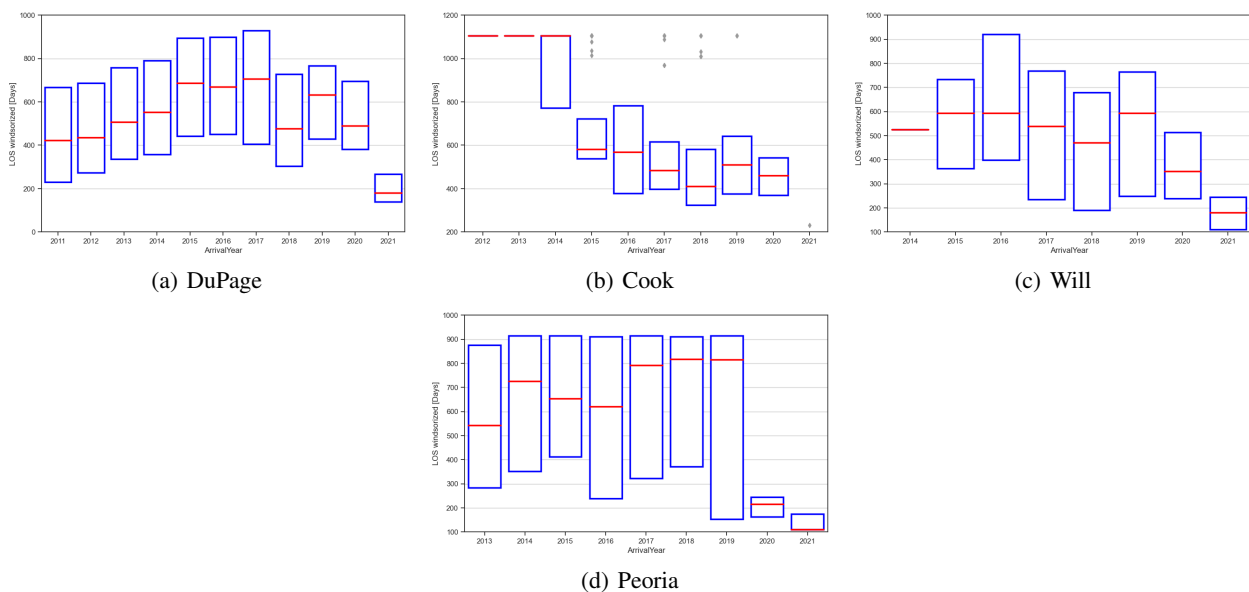 1000
800
600
400
200
0
LOS windsorized [Days]
2011 2012 2013 2014 2015 2016 2017 2018 2019 2020 2021
ArrivalYear
(a) DuPage
1200
1000
800
600
400
200
LOS windsorized [Days]
2012 2013 2014 2015 2016 2017 2018 2019 2020 2021
ArrivalYear
(b) Cook
1000
900
800
700
600
500
400
300
200
100
LOS windsorized [Days]
2014 2015 2016 2017 2018 2019 2020 2021
ArrivalYear
(c) Will
1000
900
800
700
600
500
400
300
200
100
LOS windsorized [Days]
2013 2014 2015 2016 2017 2018 2019 2020 2021
ArrivalYear
(d) Peoria